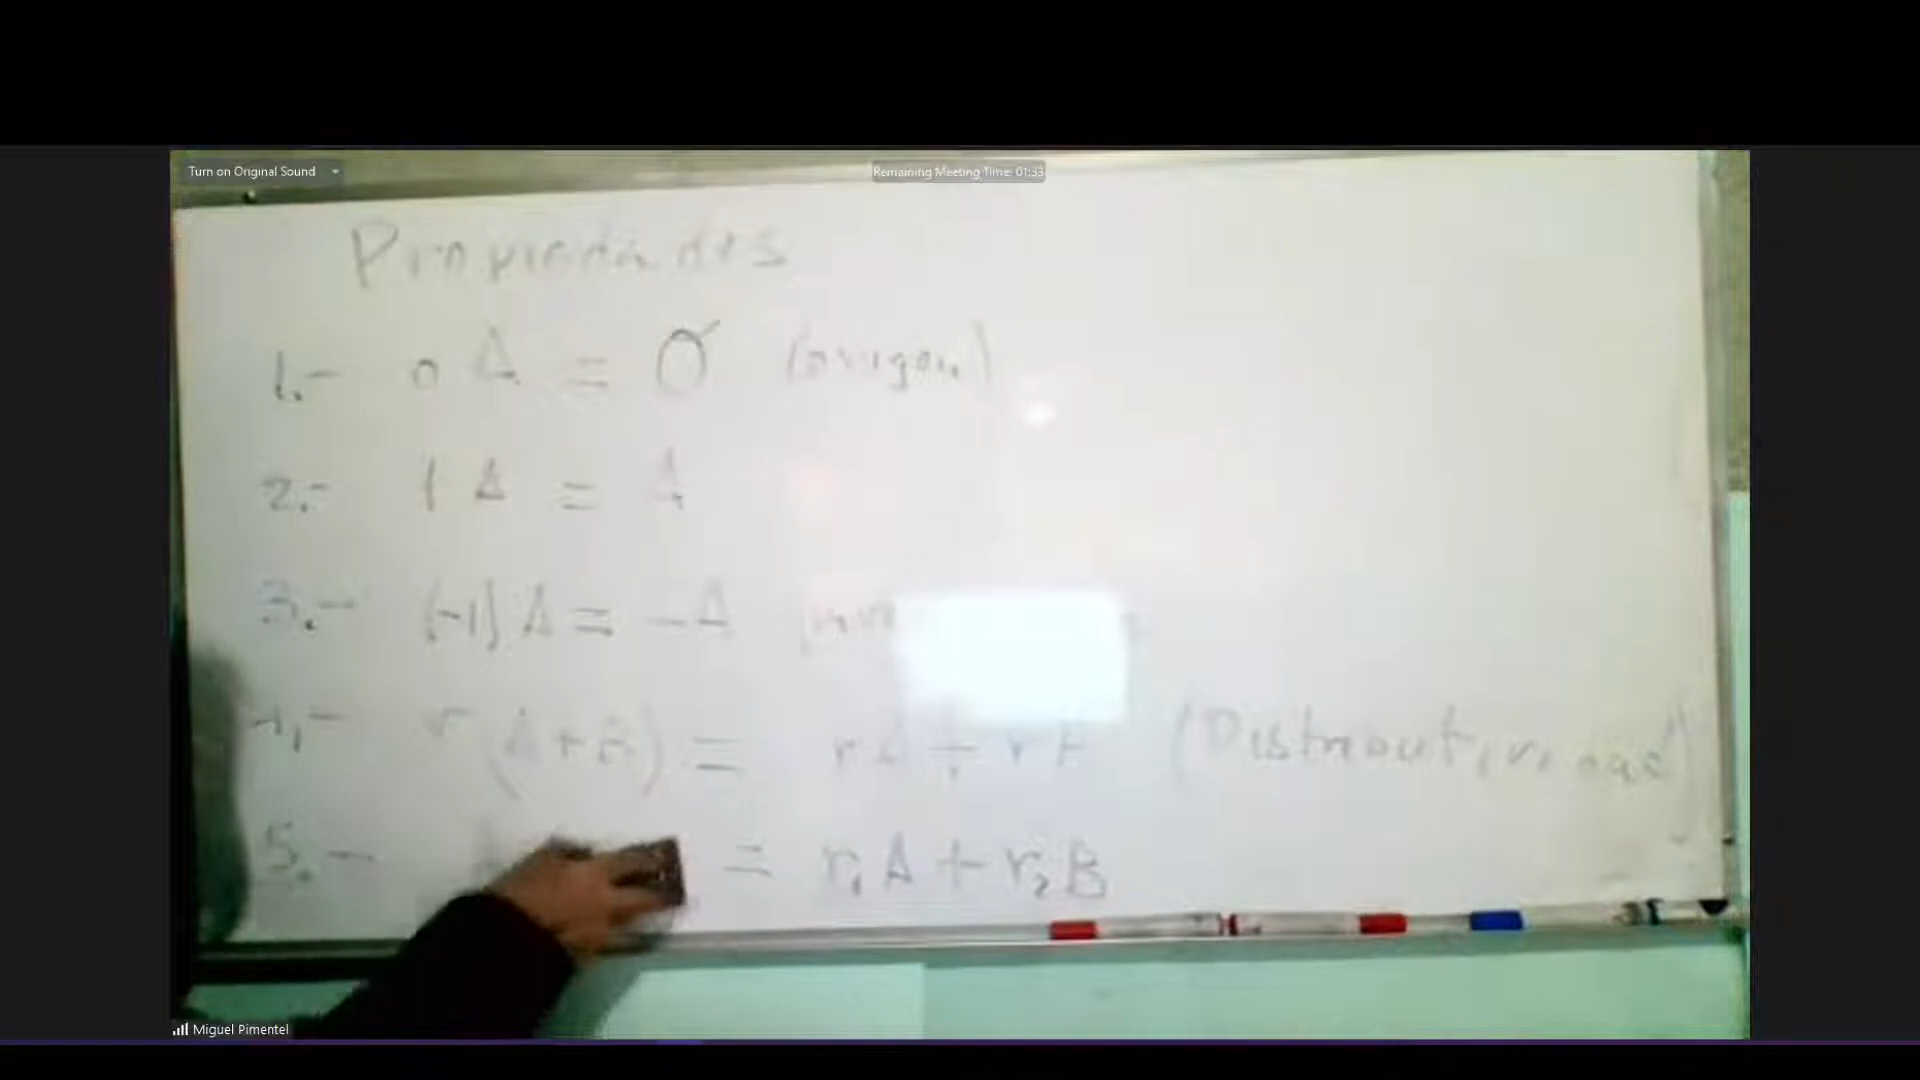 Turn on Original Sound
Remaining Meeting Time: 01:33
Propiedades
1.- 0 A = O (origen)
2.- 1 A = A
3.- (-1) A = -A
4.- r (A + B) = rA + rB
5.- = r₁A + r₂B
Miguel Pimentel